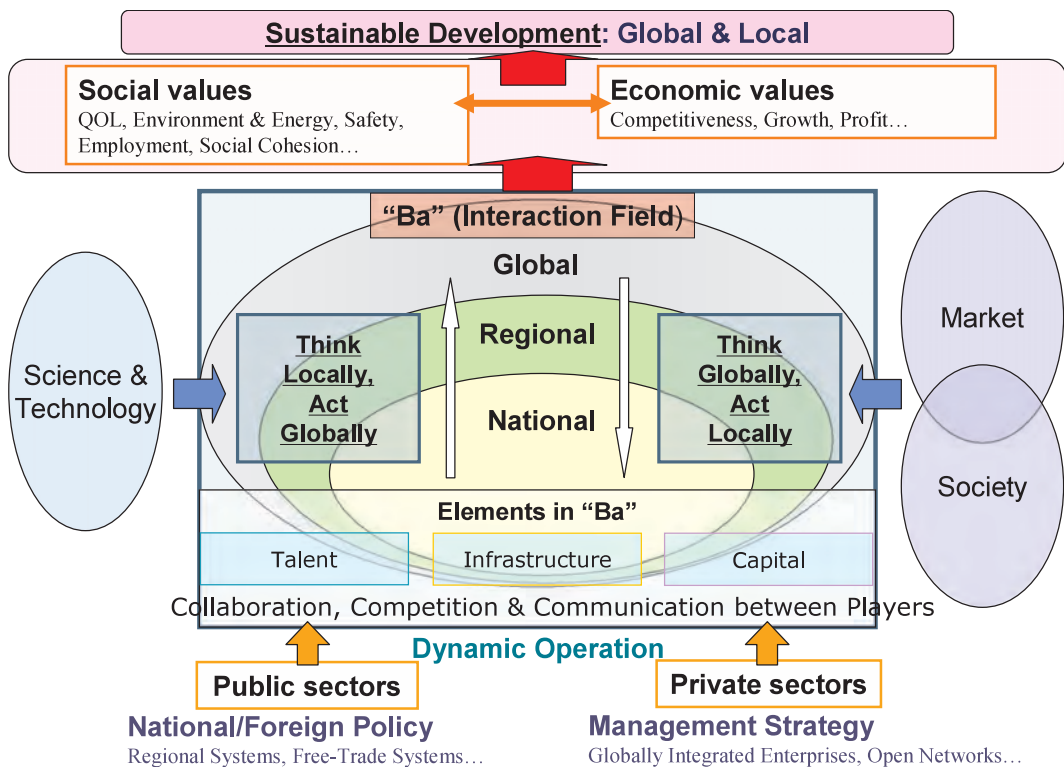 Sustainable Development: Global & Local
Social values
QOL, Environment & Energy, Safety,
Employment, Social Cohesion…
Economic values
Competitiveness, Growth, Profit…
“Ba” (Interaction Field)
Global
Regional
National
Think
Locally,
Act
Globally
Think
Globally,
Act
Locally
Science &
Technology
Market
Society
Elements in “Ba”
Talent
Infrastructure
Capital
Collaboration, Competition & Communication between Players
Dynamic Operation
Public sectors
National/Foreign Policy
Regional Systems, Free-Trade Systems…
Private sectors
Management Strategy
Globally Integrated Enterprises, Open Networks…